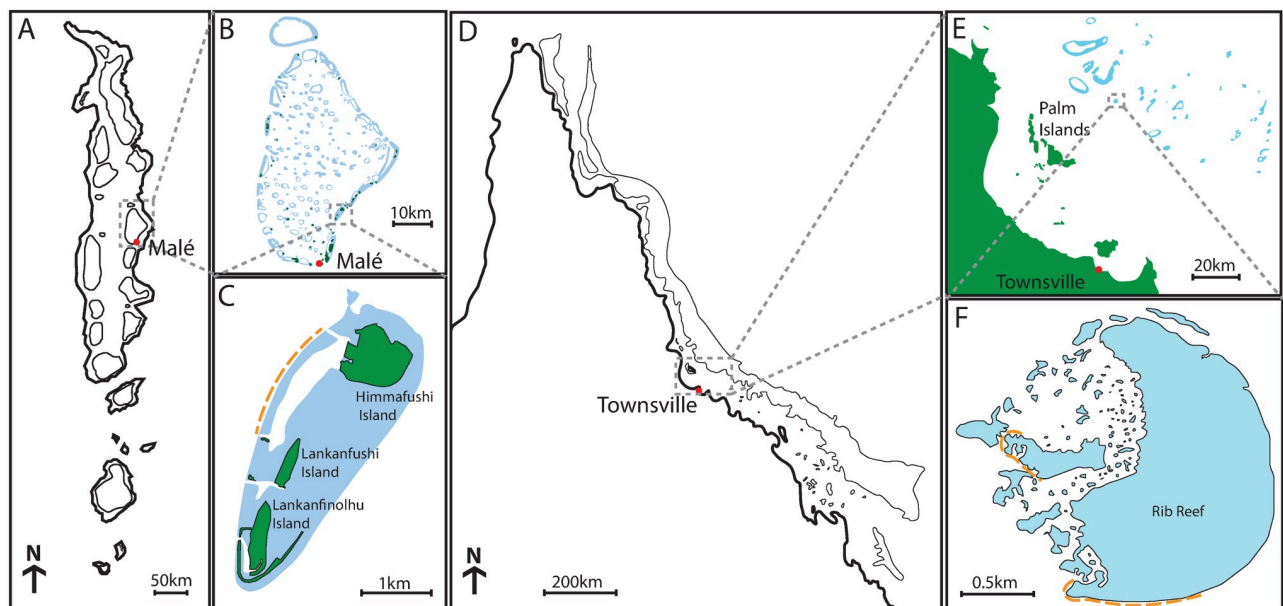 A
Malé
N
50km
B
10km
Malé
C
Himmafushi
Island
Lankanfushi
Island
Lankanfinolhu
Island
1km
D
Townsville
N
200km
E
Palm
Islands
20km
Townsville
F
Rib Reef
0.5km